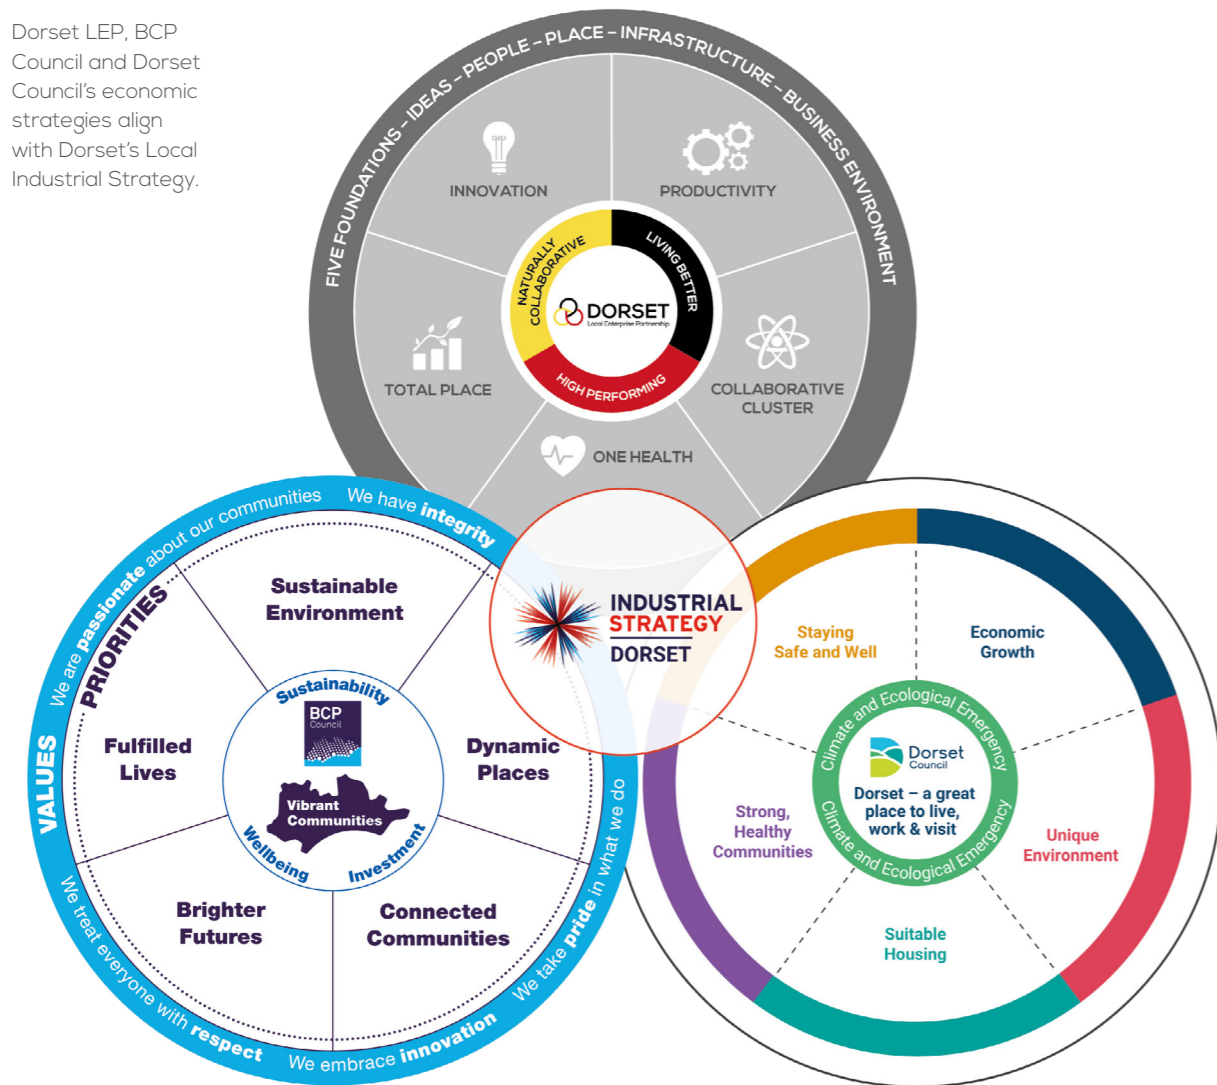 Dorset LEP, BCP
Council and Dorset
Council’s economic
strategies align
with Dorset’s Local
Industrial Strategy.
FIVE FOUNDATIONS – IDEAS – PEOPLE – PLACE – INFRASTRUCTURE – BUSINESS ENVIRONMENT
INNOVATION
PRODUCTIVITY
TOTAL PLACE
COLLABORATIVE
CLUSTER
ONE HEALTH
NATURALLY
COLLABORATIVE
LIVING BETTER
HIGH PERFORMING
DORSET
Local Enterprise Partnership
INDUSTRIAL
STRATEGY
DORSET
VALUES
We are passionate about our communities
We have integrity
We take pride in what we do
We embrace innovation
We treat everyone with respect
PRIORITIES
Sustainable
Environment
Dynamic
Places
Connected
Communities
Brighter
Futures
Fulfilled
Lives
Sustainability
BCP
Council
Vibrant
Communities
Wellbeing
Investment
Staying
Safe and Well
Economic
Growth
Unique
Environment
Suitable
Housing
Strong,
Healthy
Communities
Climate and Ecological Emergency
Dorset
Council
Dorset – a great
place to live,
work & visit
Climate and Ecological Emergency